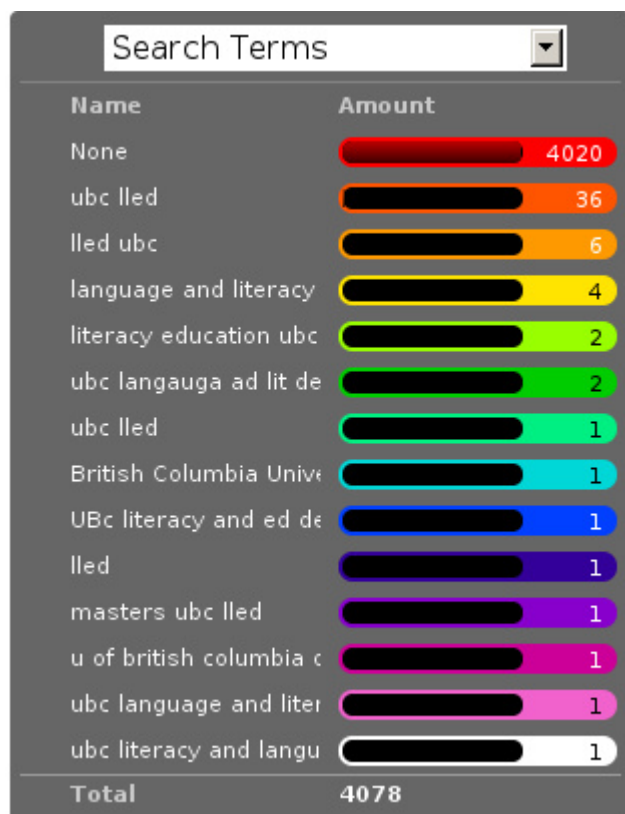 Search Terms
Name Amount
None 4020
ubc lled 36
lled ubc 6
language and literacy 4
literacy education ubc 2
ubc langauga ad lit de 2
ubc lled 1
British Columbia Unive 1
UBc literacy and ed de 1
lled 1
masters ubc lled 1
u of british columbia c 1
ubc language and liter 1
ubc literacy and langu 1
Total 4078